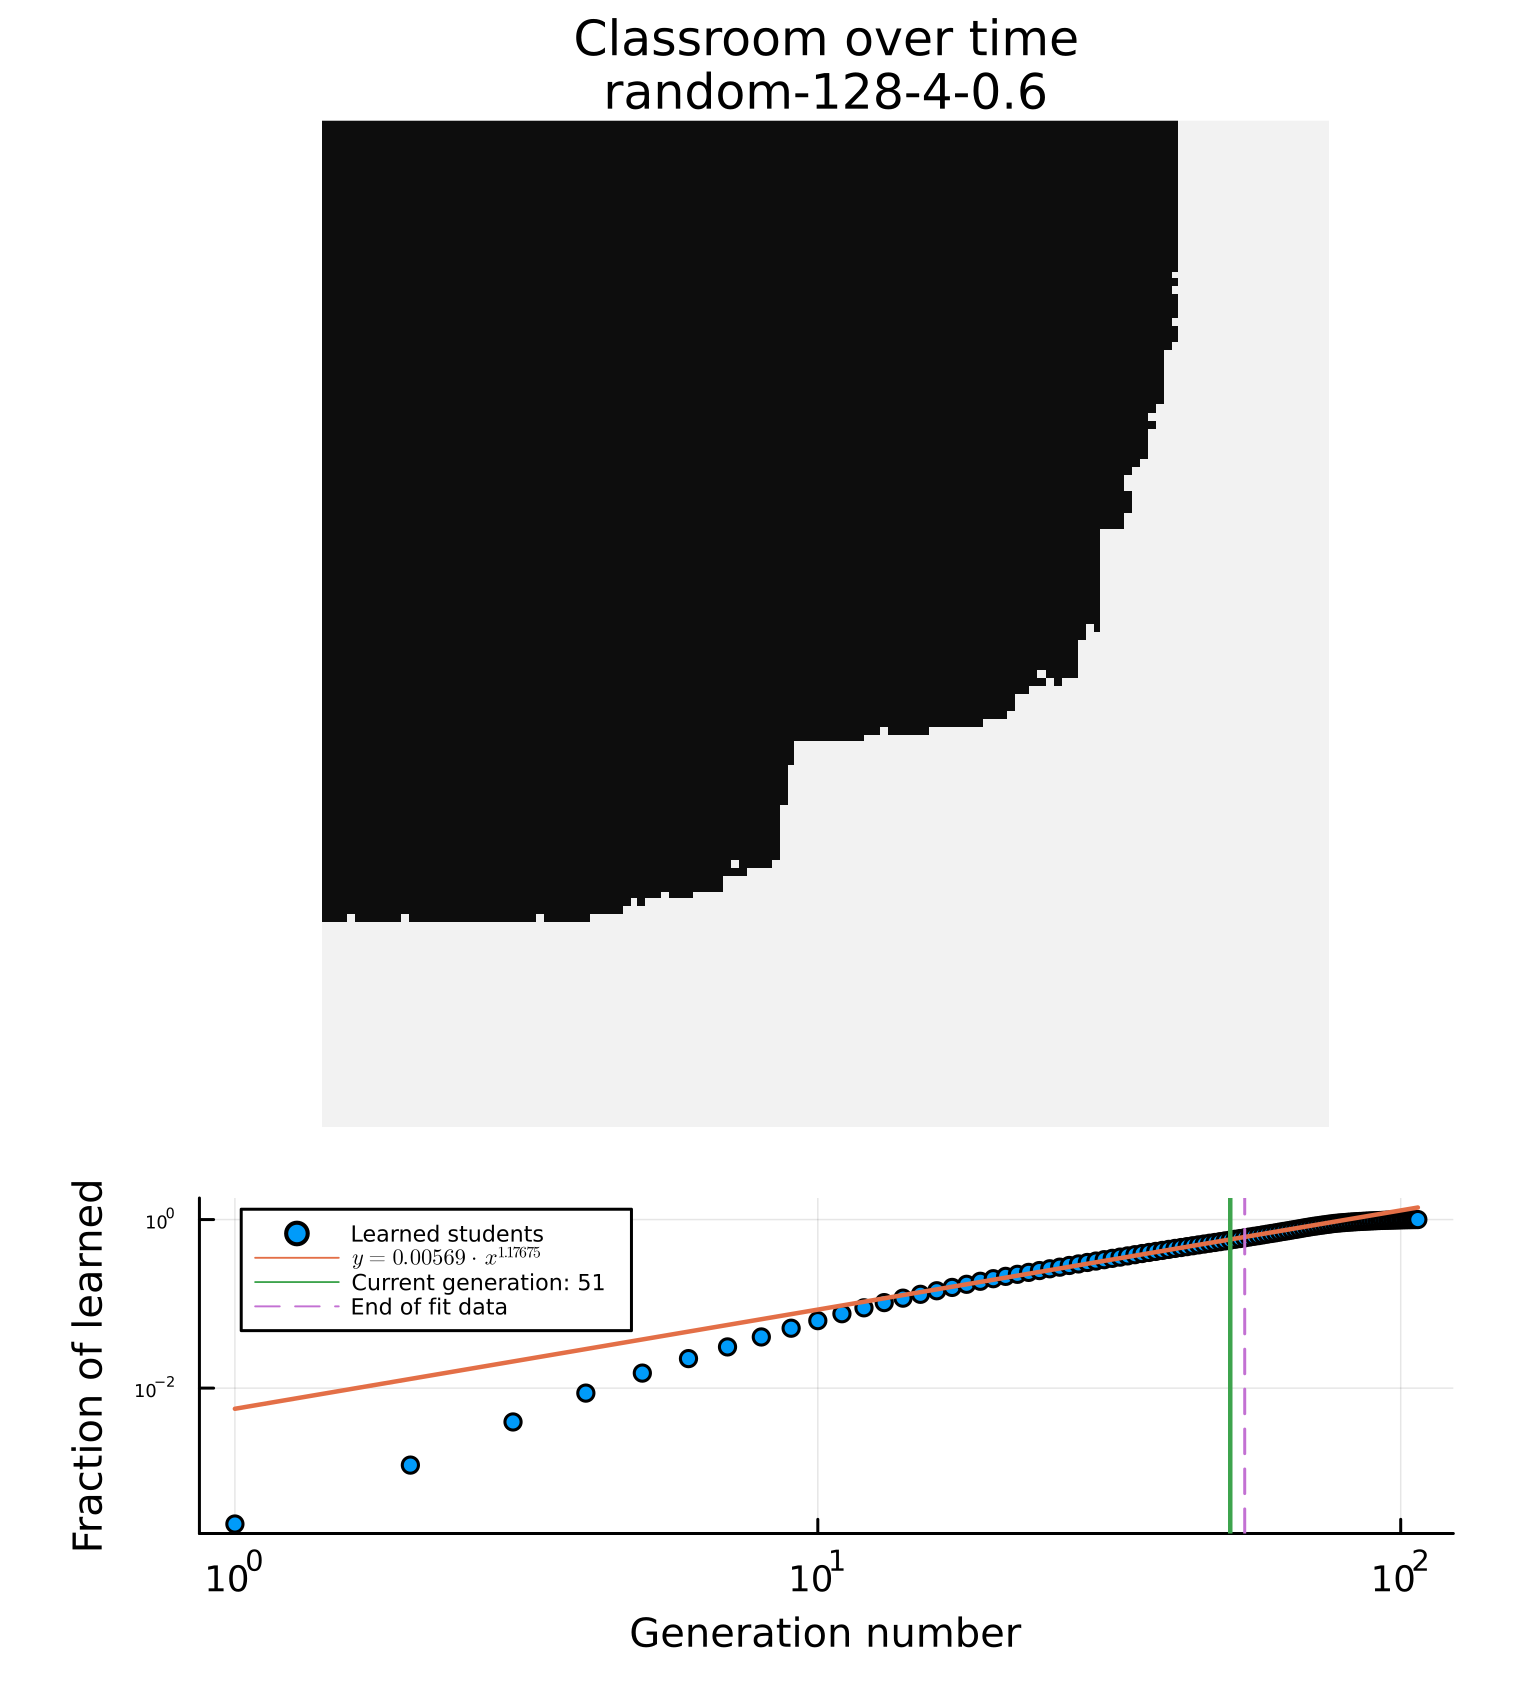 Classroom over time
random-128-4-0.6
Fraction of learned
10^0
10^-2
Learned students
y = 0.00569 · x^1.17675
Current generation: 51
End of fit data
10^0
10^1
10^2
Generation number